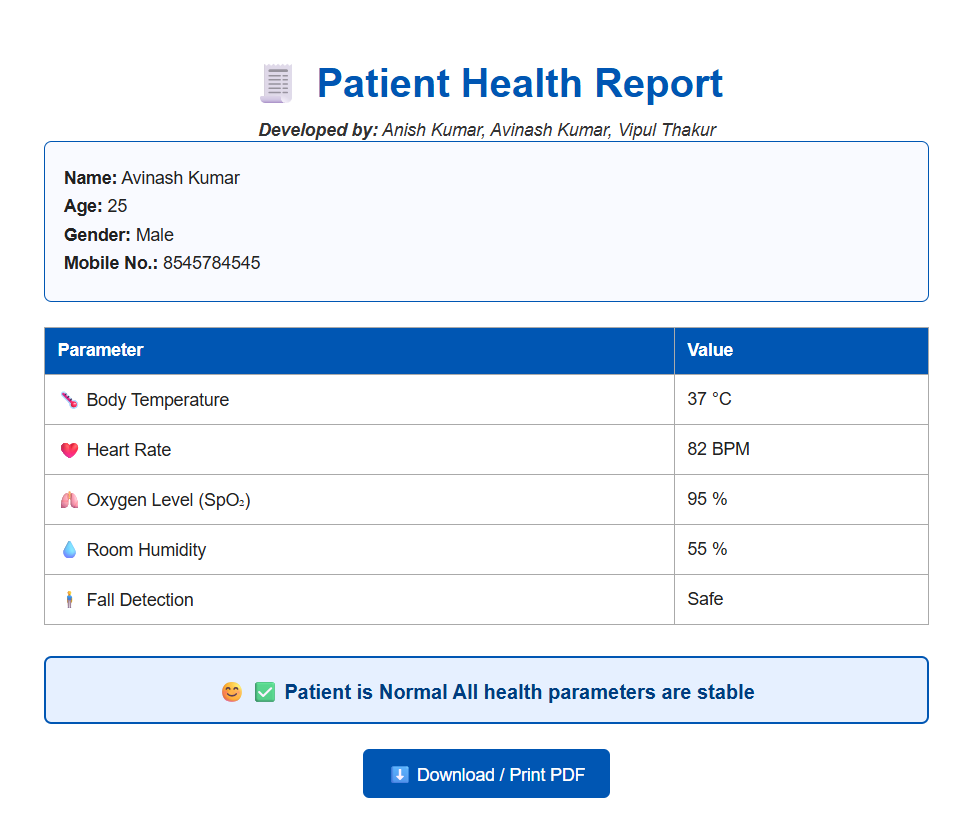 Patient Health Report
Developed by: Anish Kumar, Avinash Kumar, Vipul Thakur
Name: Avinash Kumar
Age: 25
Gender: Male
Mobile No.: 8545784545
Parameter Value
Body Temperature 37 °C
Heart Rate 82 BPM
Oxygen Level (SpO₂) 95 %
Room Humidity 55 %
Fall Detection Safe
Patient is Normal All health parameters are stable
Download / Print PDF